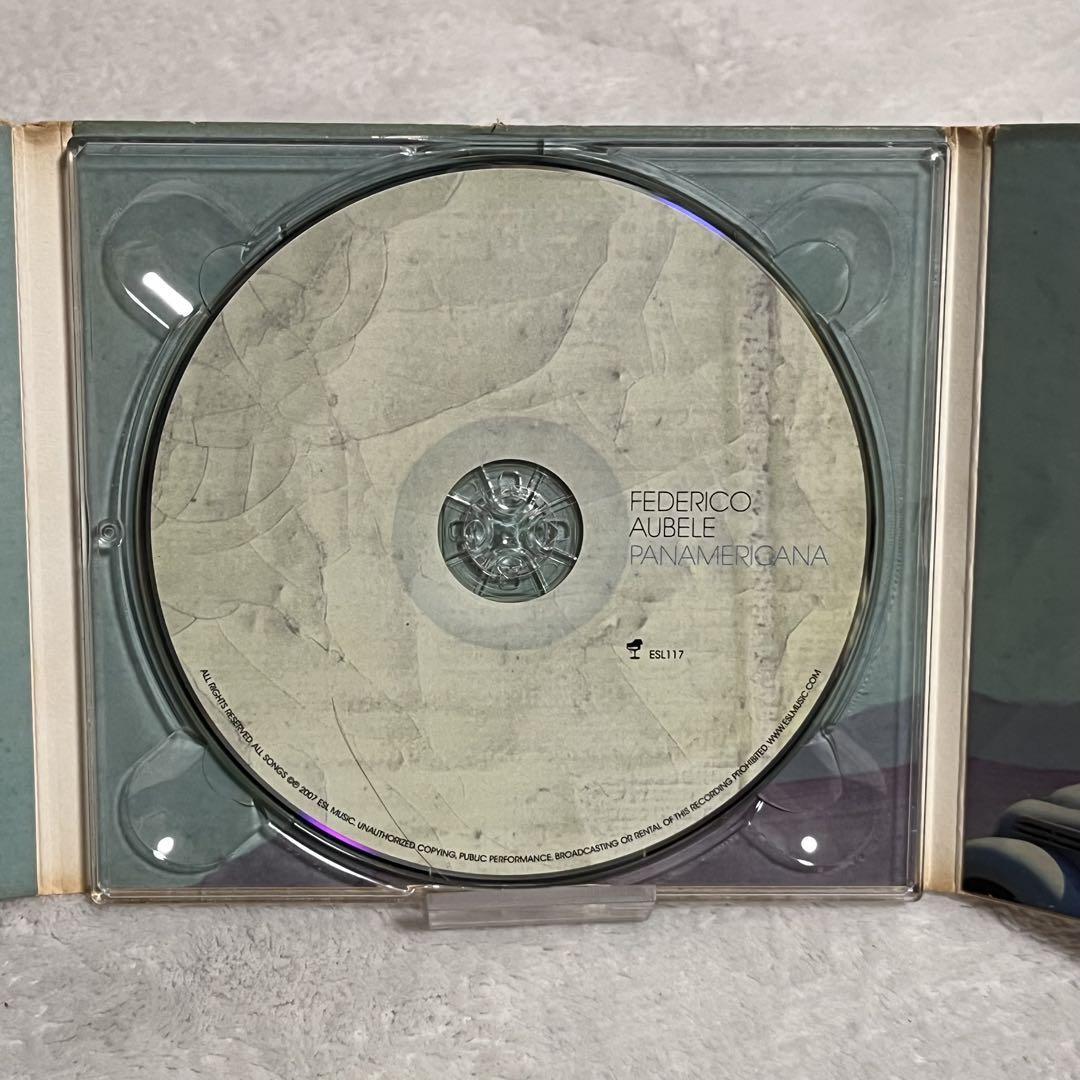 FEDERICO
AUBELE
PANAMERICANA
ESL117
ALL RIGHTS RESERVED. ALL SONGS ©℗ 2007 ESL MUSIC. UNAUTHORIZED COPYING, PUBLIC PERFORMANCE, BROADCASTING OR RENTAL OF THIS RECORDING PROHIBITED. WWW.ESLMUSIC.COM